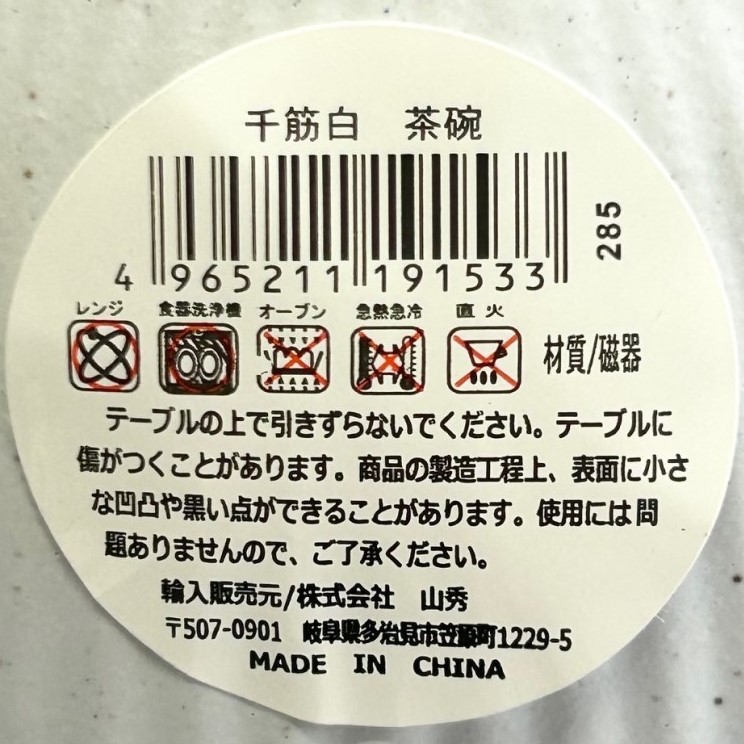 千筋白　茶碗
285
4 965211 191533
レンジ 食器洗浄機 オーブン 急熱急冷 直火
材質/磁器
テーブルの上で引きずらないでください。テーブルに
傷がつくことがあります。商品の製造工程上、表面に小さ
な凹凸や黒い点ができることがあります。使用には問
題ありませんので、ご了承ください。
輸入販売元/株式会社　山秀
〒507-0901　岐阜県多治見市笠原町1229-5
MADE IN CHINA